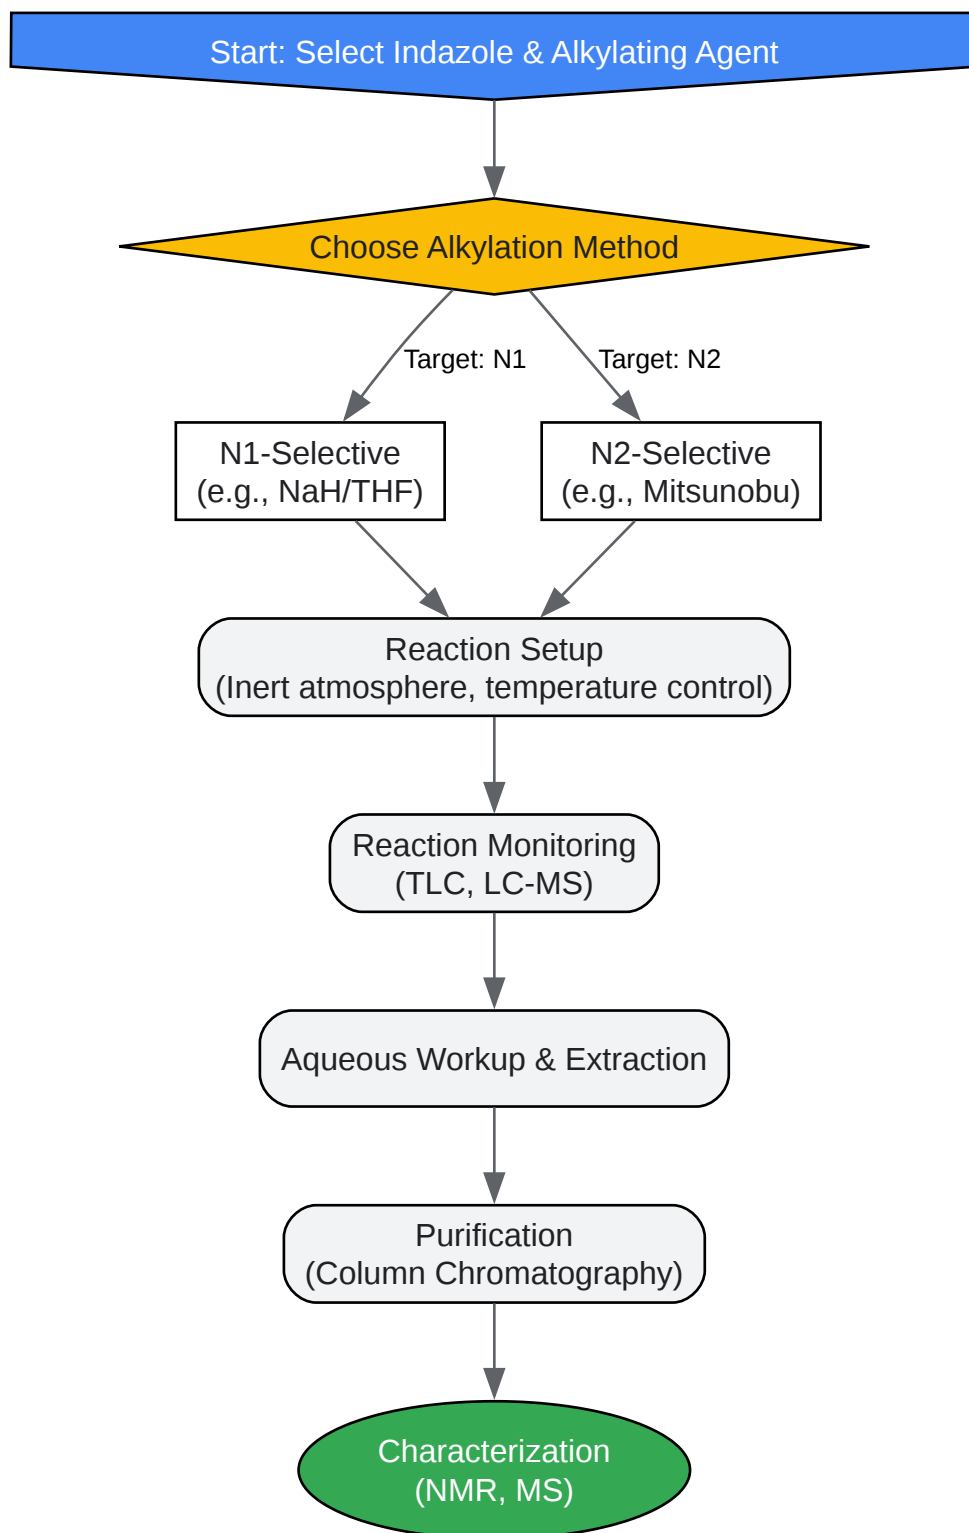 Start: Select Indazole & Alkylating Agent
Choose Alkylation Method
Target: N1
Target: N2
N1-Selective
(e.g., NaH/THF)
N2-Selective
(e.g., Mitsunobu)
Reaction Setup
(Inert atmosphere, temperature control)
Reaction Monitoring
(TLC, LC-MS)
Aqueous Workup & Extraction
Purification
(Column Chromatography)
Characterization
(NMR, MS)